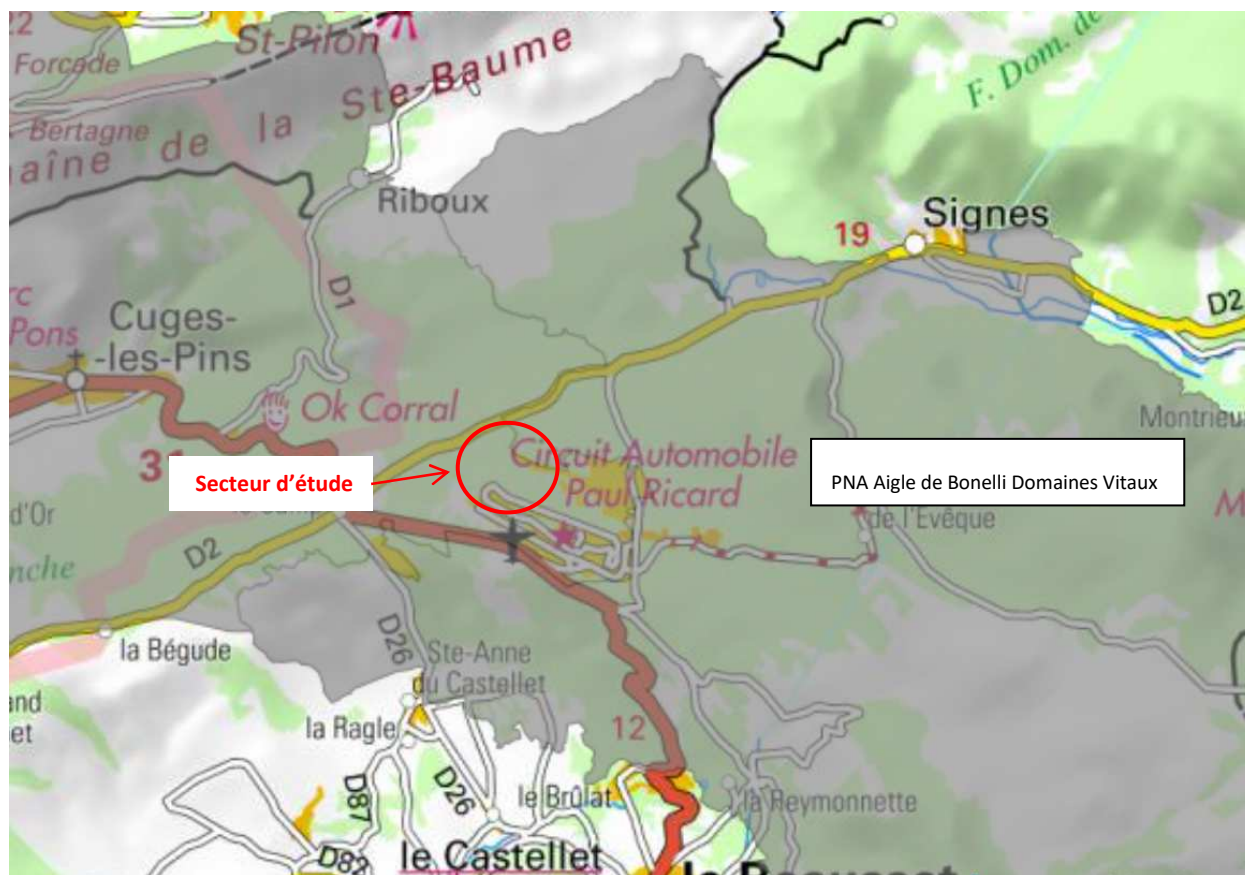 22
St-Pilon
Forcade
Bertagne
de la Ste-Baume
F. Dom. de
Riboux
Signes
19
D1
D2
Cuges-
-les-Pins
Pons
Ok Corral
Montrieu
31
Circuit Automobile
Paul Ricard
Secteur d'étude
PNA Aigle de Bonelli Domaines Vitaux
d'Or
de l'Evêque
M
D2
D26
la Bégude
Ste-Anne
du Castellet
la Ragle
12
D87
D26
le Brûlat
la Reymonnette
D82
le Castellet